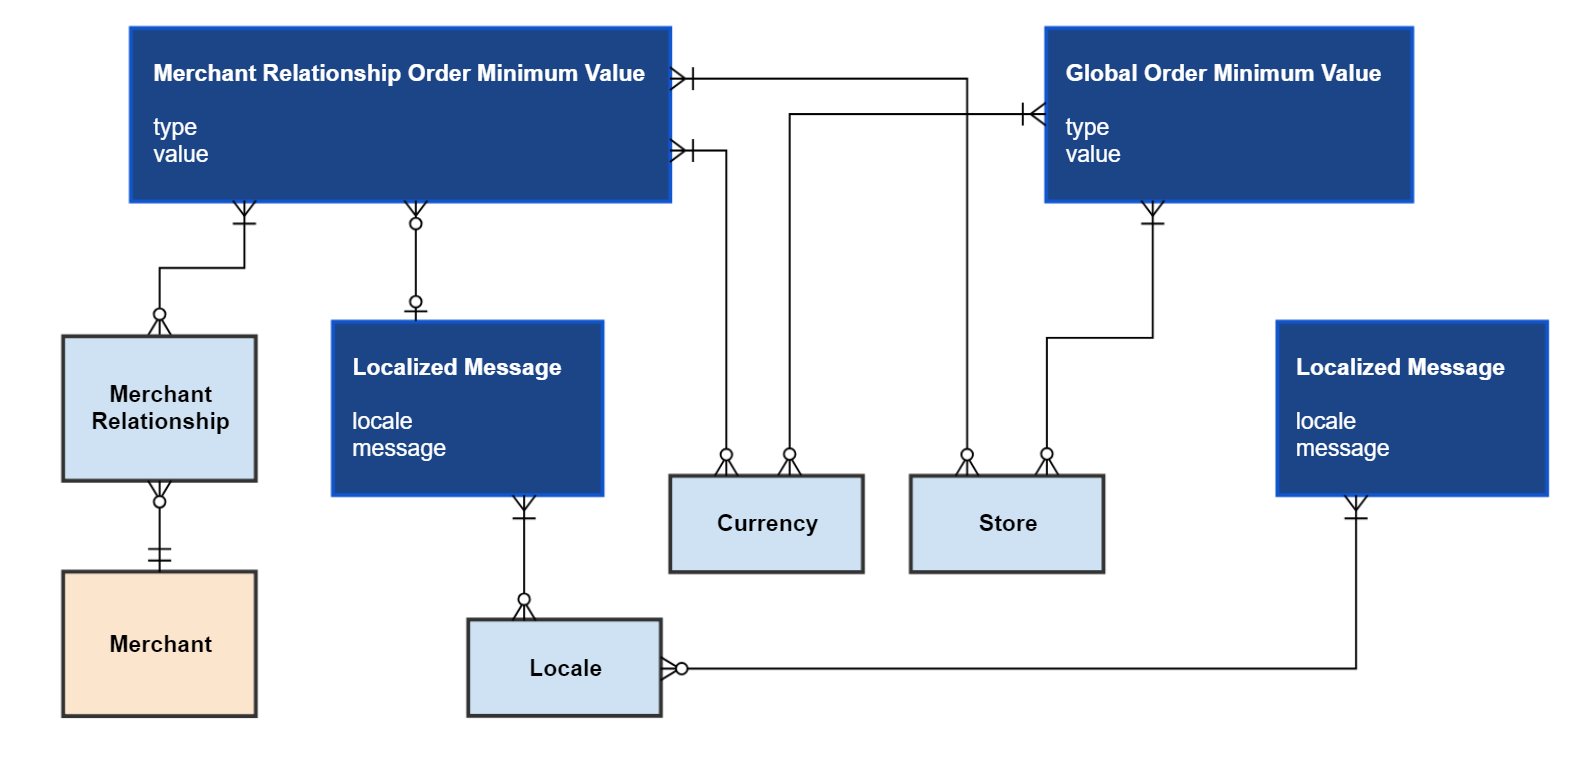 Merchant Relationship Order Minimum Value
type
value
Global Order Minimum Value
type
value
Merchant
Relationship
Localized Message
locale
message
Localized Message
locale
message
Currency
Store
Merchant
Locale